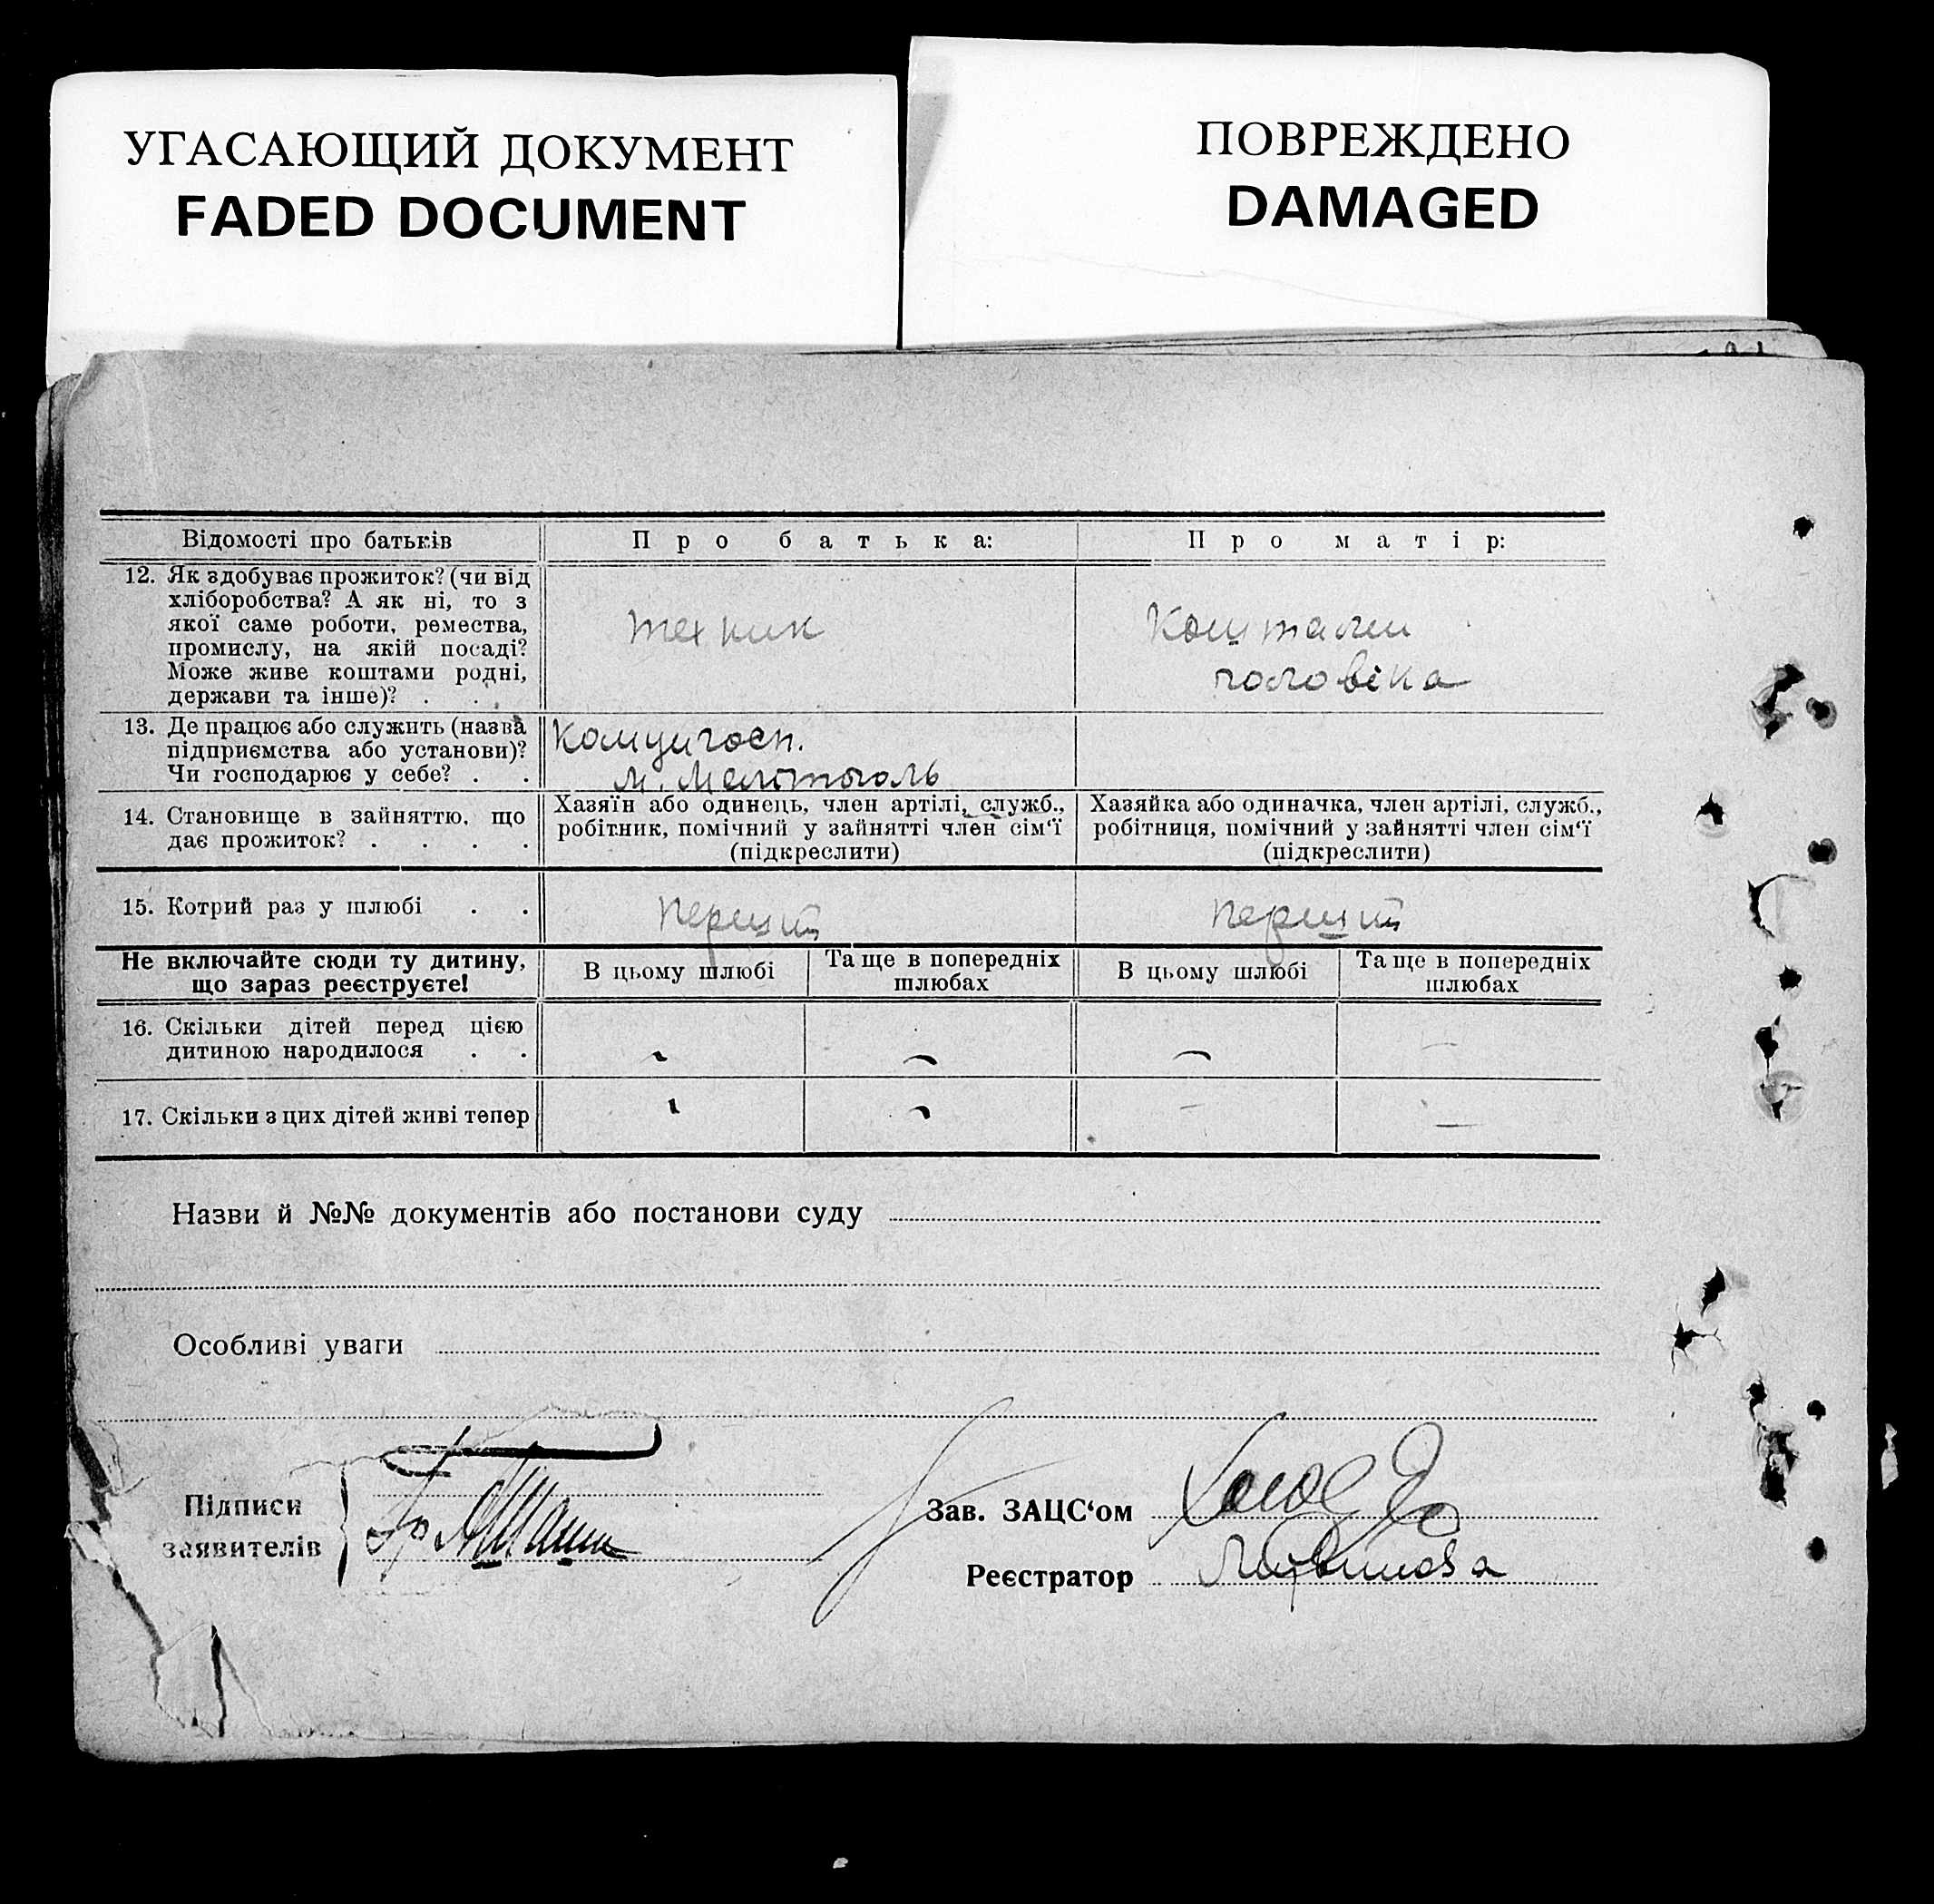 УГАСАЮЩИЙ ДОКУМЕНТ
FADED DOCUMENT
ПОВРЕЖДЕНО
DAMAGED
Відомості про батьків
Про батька:
Про матір:
12. Як здобуває прожиток? (чи від
хліборобства? А як ні, то з
якої саме роботи, ремества,
промислу, на якій посаді?
Може живе коштами родні,
держави та інше)? . . .
техник
Коштами
головіка
13. Де працює або служить (назва
підприємства або установи)?
Чи господарює у себе? . .
14. Становище в зайняттю, що
дає прожиток? . . . .
Хазяїн або одинець, член артілі, служб.,
робітник, помічний у зайнятті член сім‘ї
(підкреслити)
Хазяйка або одиначка, член артілі, служб.,
робітниця, помічний у зайнятті член сім‘ї
(підкреслити)
15. Котрий раз у шлюбі . .
перший
перший
Не включайте сюди ту дитину,
що зараз реєструєте!
В цьому шлюбі
Та ще в попередніх
шлюбах
В цьому шлюбі
Та ще в попередніх
шлюбах
16. Скільки дітей перед цією
дитиною народилося . .
-
-
-
-
17. Скільки з цих дітей живі тепер
-
-
-
-
Назви й №№ документів або постанови суду
Особливі уваги
Підписи
заявителів
Зав. ЗАЦС‘ом
Реєстратор